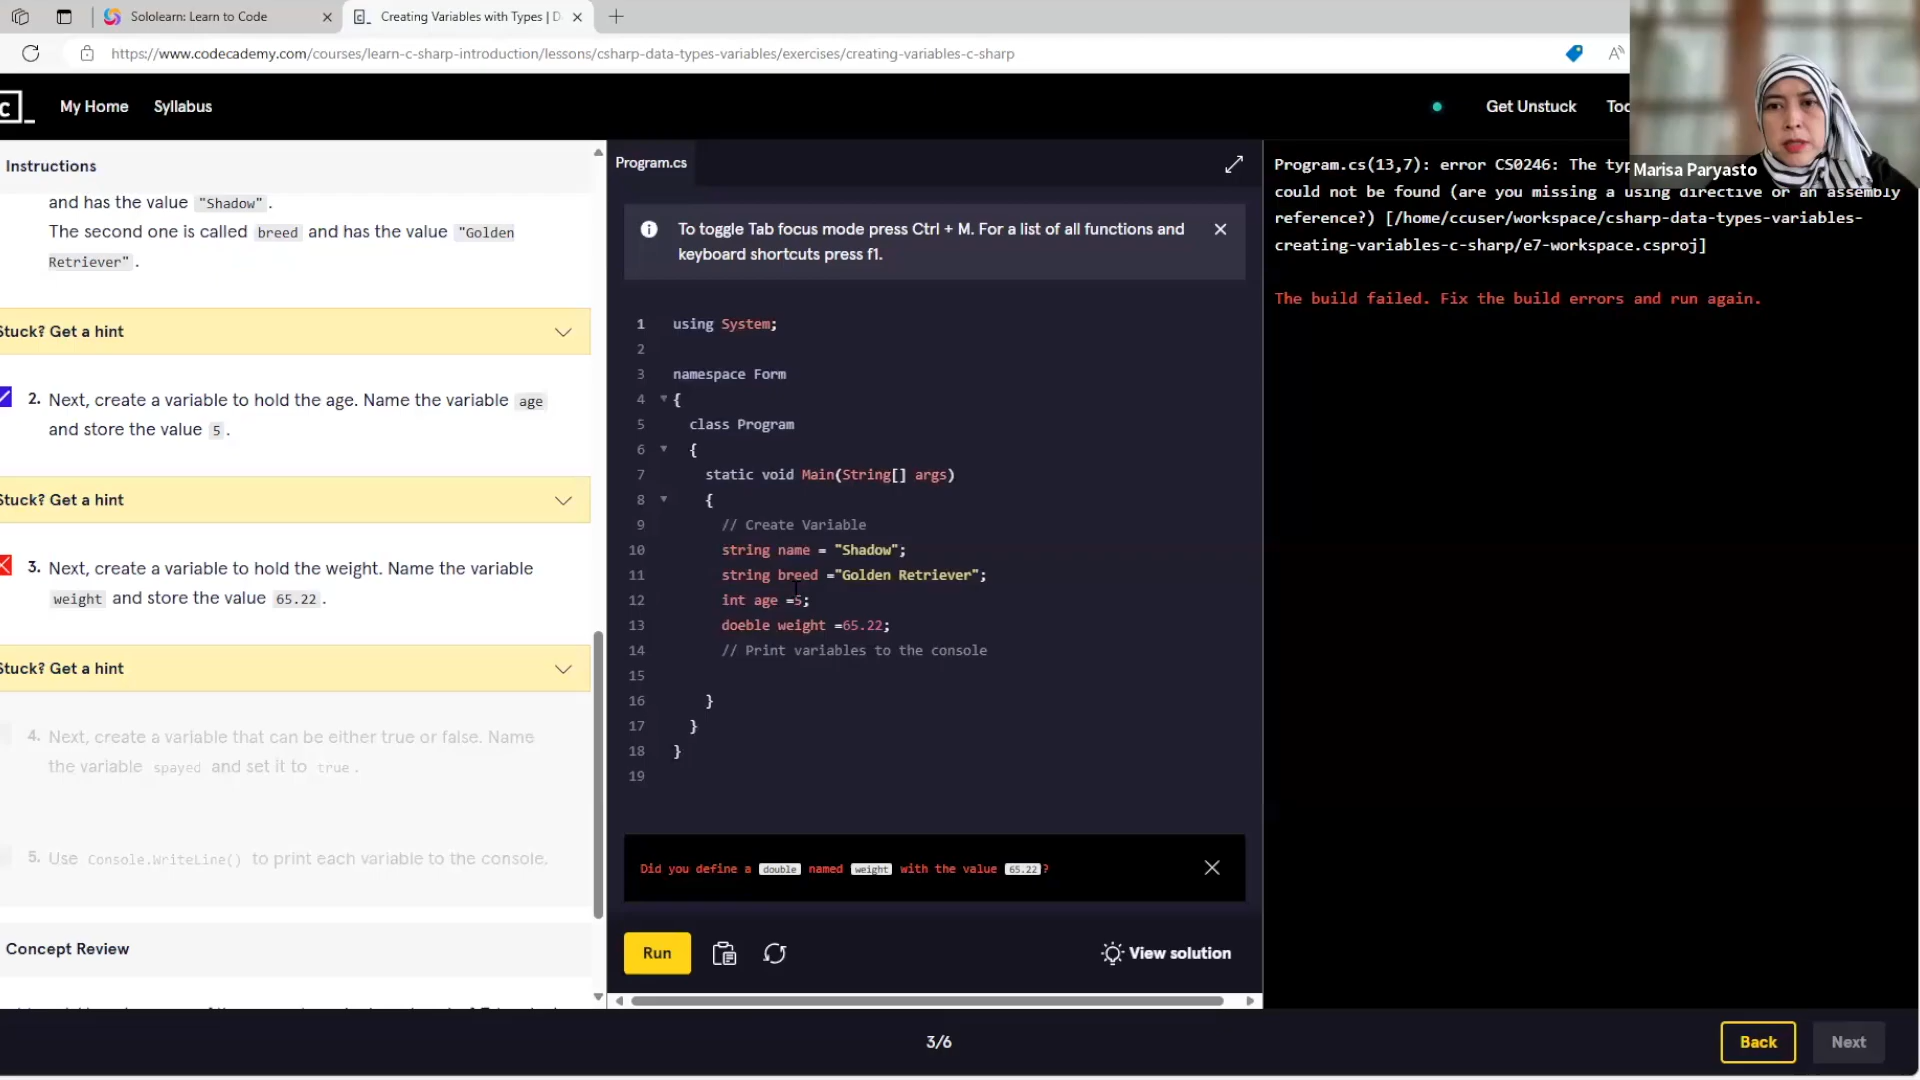 Sololearn: Learn to Code
Creating Variables with Types | D
https://www.codecademy.com/courses/learn-c-sharp-introduction/lessons/csharp-data-types-variables/exercises/creating-variables-c-sharp
My Home
Syllabus
Get Unstuck
Instructions
and has the value "Shadow".
The second one is called breed and has the value "Golden
Retriever".
Stuck? Get a hint
2. Next, create a variable to hold the age. Name the variable age
and store the value 5.
Stuck? Get a hint
3. Next, create a variable to hold the weight. Name the variable
weight and store the value 65.22.
Stuck? Get a hint
4. Next, create a variable that can be either true or false. Name
the variable spayed and set it to true.
5. Use Console.WriteLine() to print each variable to the console.
Concept Review
Program.cs
To toggle Tab focus mode press Ctrl + M. For a list of all functions and
keyboard shortcuts press f1.
1 using System;
2
3 namespace Form
4 {
5 class Program
6 {
7 static void Main(String[] args)
8 {
9 // Create Variable
10 string name = "Shadow";
11 string breed ="Golden Retriever";
12 int age =5;
13 doeble weight =65.22;
14 // Print variables to the console
15
16 }
17 }
18 }
19
Did you define a double named weight with the value 65.22?
Run
View solution
Program.cs(13,7): error CS0246: The
could not be found (are you missing a using directive or an assembly
reference?) [/home/ccuser/workspace/csharp-data-types-variables-
creating-variables-c-sharp/e7-workspace.csproj]
The build failed. Fix the build errors and run again.
Marisa Paryasto
3/6
Back
Next